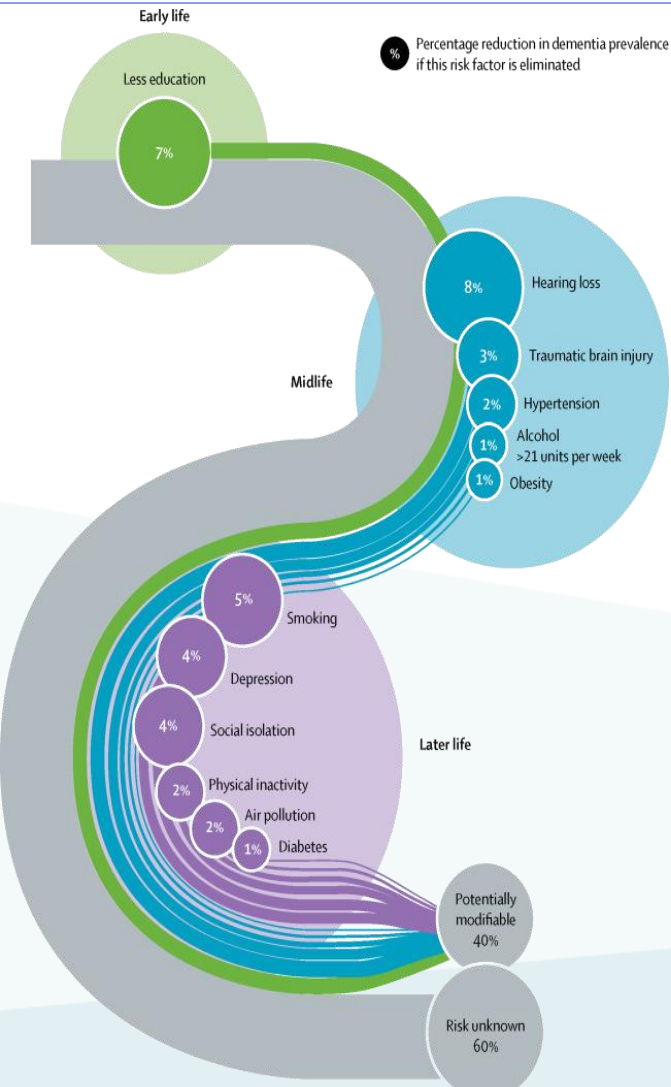 Early life
% Percentage reduction in dementia prevalence
if this risk factor is eliminated
Less education
7%
8% Hearing loss
3% Traumatic brain injury
Midlife
2% Hypertension
1% Alcohol
>21 units per week
1% Obesity
5% Smoking
4% Depression
4% Social isolation
Later life
2% Physical inactivity
2% Air pollution
1% Diabetes
Potentially
modifiable
40%
Risk unknown
60%